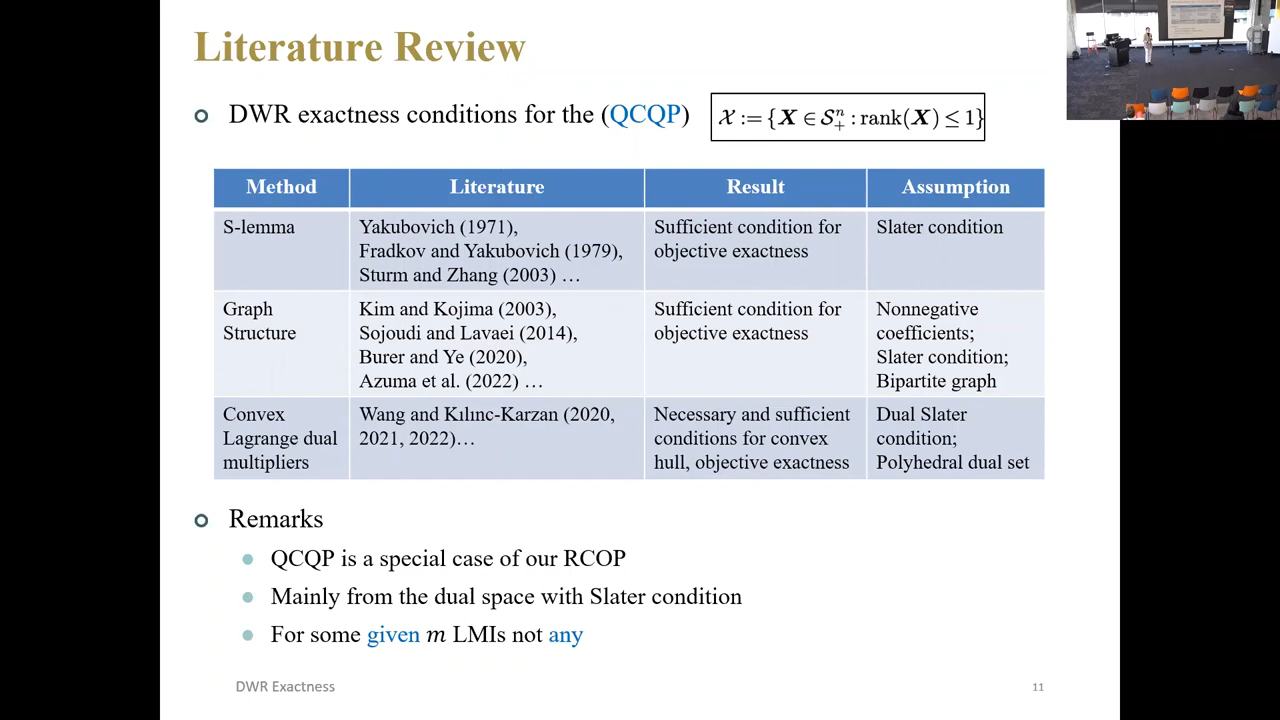 Literature Review
DWR exactness conditions for the (QCQP)
𝒳 := {X ∈ 𝒮ⁿ₊ : rank(X) ≤ 1}
Method Literature Result Assumption
S-lemma
Yakubovich (1971),
Fradkov and Yakubovich (1979),
Sturm and Zhang (2003) …
Sufficient condition for
objective exactness
Slater condition
Graph
Structure
Kim and Kojima (2003),
Sojoudi and Lavaei (2014),
Burer and Ye (2020),
Azuma et al. (2022) …
Sufficient condition for
objective exactness
Nonnegative
coefficients;
Slater condition;
Bipartite graph
Convex
Lagrange dual
multipliers
Wang and Kılınc-Karzan (2020,
2021, 2022)…
Necessary and sufficient
conditions for convex
hull, objective exactness
Dual Slater
condition;
Polyhedral dual set
Remarks
QCQP is a special case of our RCOP
Mainly from the dual space with Slater condition
For some given m LMIs not any
DWR Exactness
11